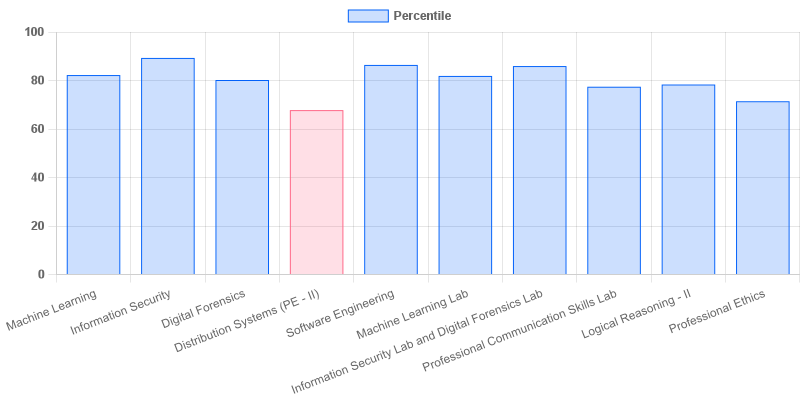 Percentile
100
80
60
40
20
0
Machine Learning
Information Security
Digital Forensics
Distribution Systems (PE - II)
Software Engineering
Machine Learning Lab
Information Security Lab and Digital Forensics Lab
Professional Communication Skills Lab
Logical Reasoning - II
Professional Ethics